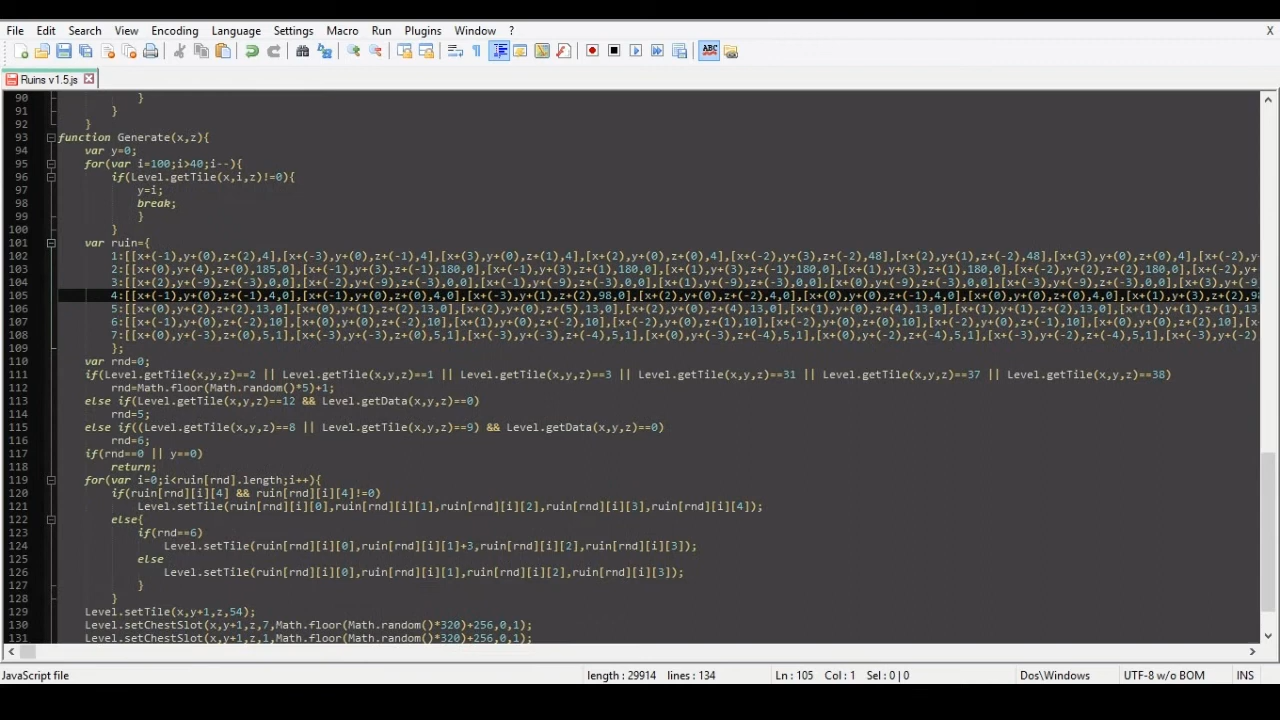 File Edit Search View Encoding Language Settings Macro Run Plugins Window ? X
Ruins v1.5.js
90 }
91 }
92 }
93 function Generate(x,z){
94 var y=0;
95 for(var i=100;i>40;i--){
96 if(Level.getTile(x,i,z)!=0){
97 y=i;
98 break;
99 }
100 }
101 var ruin={
102 1:[[x+(-1),y+(0),z+(2),4],[x+(-3),y+(0),z+(-1),4],[x+(3),y+(0),z+(1),4],[x+(2),y+(0),z+(2),4],[x+(-2),y+(0),z+(-2),4],[x+(-2),y+(2),z+(-2),48],[x+(-2),y+(1),z+(-2),48],[x+(3),y+(0),z+(0),4],[x+(-2),y+(0),z+(-
103 2:[[x+(0),y+(4),z+(0),185,0],[x+(-1),y+(3),z+(-1),180,0],[x+(-1),y+(3),z+(1),180,0],[x+(1),y+(3),z+(-1),180,0],[x+(1),y+(3),z+(1),180,0],[x+(-2),y+(2),z+(-2),180,0]
104 3:[[x+(2),y+(-9),z+(-3),0,0],[x+(-2),y+(-9),z+(-3),0,0],[x+(-3),y+(-9),z+(-2),0,0],[x+(-1),y+(-9),z+(-3),0,0],[x+(1),y+(-9),z+(-3),0,0],[x+(0),y+(-9),z+(-3),0,0]
105 4:[[x+(-1),y+(0),z+(-1),4,0],[x+(-1),y+(0),z+(0),4,0],[x+(-3),y+(1),z+(2),98,0],[x+(2),y+(0),z+(-2),4,0],[x+(0),y+(0),z+(-1),4,0],[x+(0),y+(0),z+(0),4,0],[x+(1),y+(3),z+(2),98
106 5:[[x+(0),y+(2),z+(2),13,0],[x+(0),y+(1),z+(2),13,0],[x+(2),y+(0),z+(5),13,0],[x+(2),y+(0),z+(4),13,0],[x+(1),y+(0),z+(4),13,0],[x+(1),y+(2),z+(2),13,0],[x+(1),y+(1),z+(2),13
107 6:[[x+(-1),y+(0),z+(-2),10],[x+(0),y+(0),z+(-2),10],[x+(1),y+(0),z+(-2),10],[x+(-2),y+(0),z+(-2),10],[x+(-2),y+(0),z+(0),10],[x+(-2),y+(0),z+(-1),10],[x+(2),y+(0),z+(2),10],[x
108 7:[[x+(0),y+(-3),z+(0),5,1],[x+(-3),y+(-3),z+(0),5,1],[x+(-3),y+(-3),z+(-4),5,1],[x+(0),y+(-3),z+(-4),5,1],[x+(0),y+(-2),z+(-4),5,1],[x+(-3),y+(-2),z+(-4),5,1],[x+(-3),y+(-2)
109 };
110 var rnd=0;
111 if(Level.getTile(x,y,z)==2 || Level.getTile(x,y,z)==1 || Level.getTile(x,y,z)==3 || Level.getTile(x,y,z)==31 || Level.getTile(x,y,z)==37 || Level.getTile(x,y,z)==38)
112 rnd=Math.floor(Math.random()*5)+1;
113 else if(Level.getTile(x,y,z)==12 && Level.getData(x,y,z)==0)
114 rnd=5;
115 else if((Level.getTile(x,y,z)==8 || Level.getTile(x,y,z)==9) && Level.getData(x,y,z)==0)
116 rnd=6;
117 if(rnd==0 || y==0)
118 return;
119 for(var i=0;i<ruin[rnd].length;i++){
120 if(ruin[rnd][i][4] && ruin[rnd][i][4]!=0)
121 Level.setTile(ruin[rnd][i][0],ruin[rnd][i][1],ruin[rnd][i][2],ruin[rnd][i][3],ruin[rnd][i][4]);
122 else{
123 if(rnd==6)
124 Level.setTile(ruin[rnd][i][0],ruin[rnd][i][1]+3,ruin[rnd][i][2],ruin[rnd][i][3]);
125 else
126 Level.setTile(ruin[rnd][i][0],ruin[rnd][i][1],ruin[rnd][i][2],ruin[rnd][i][3]);
127 }
128 }
129 Level.setTile(x,y+1,z,54);
130 Level.setChestSlot(x,y+1,z,7,Math.floor(Math.random()*320)+256,0,1);
131 Level.setChestSlot(x,y+1,z,1,Math.floor(Math.random()*320)+256,0,1);
JavaScript file length : 29914 lines : 134 Ln : 105 Col : 1 Sel : 0 | 0 Dos\Windows UTF-8 w/o BOM INS